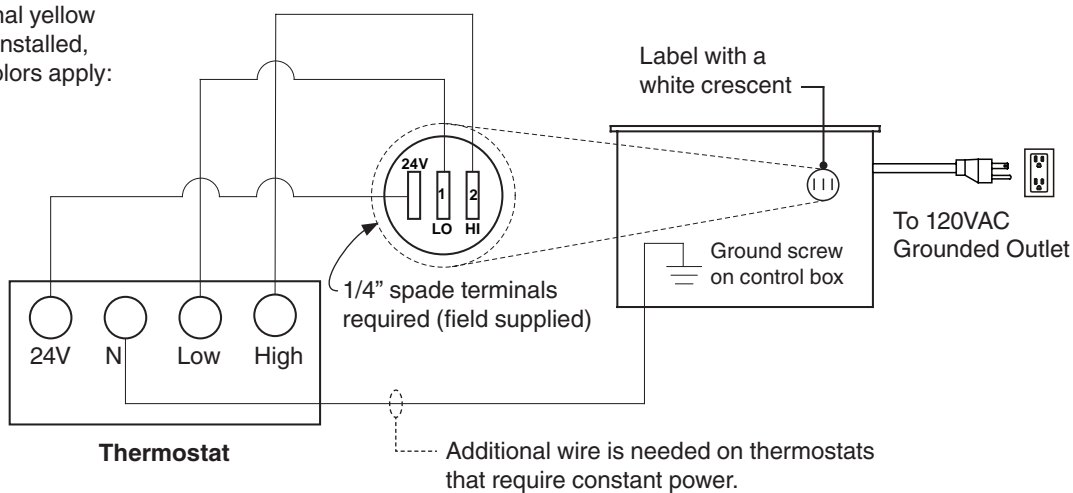 nal yellow
nstalled,
olors apply:
Label with a
white crescent
24V
1
2
LO
HI
To 120VAC
Grounded Outlet
Ground screw
on control box
1/4” spade terminals
required (field supplied)
24V
N
Low
High
Thermostat
Additional wire is needed on thermostats
that require constant power.